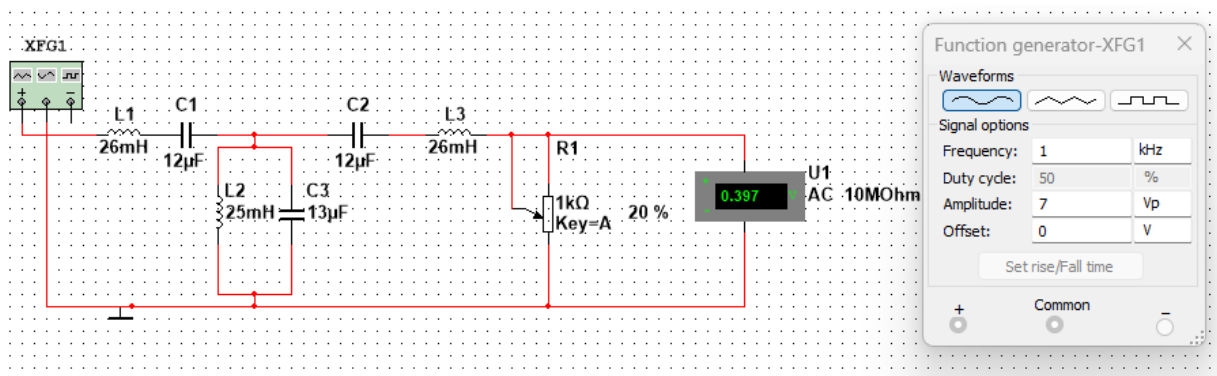 XFG1
+ −
L1
26mH
C1
12µF
C2
12µF
L3
26mH
L2
25mH
C3
13µF
R1
1kΩ
Key=A
20 %
U1
0.397
+
-
V
AC 10MOhm
Function generator-XFG1
Waveforms
Signal options
Frequency: 1 kHz
Duty cycle: 50 %
Amplitude: 7 Vp
Offset: 0 V
Set rise/Fall time
+ Common −